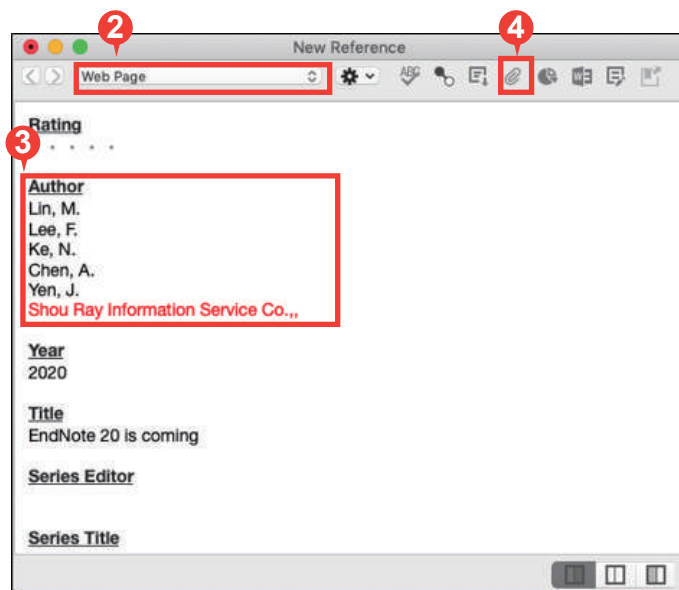 2
4
New Reference
Web Page
ABC
Rating
3
Author
Lin, M.
Lee, F.
Ke, N.
Chen, A.
Yen, J.
Shou Ray Information Service Co.,,
Year
2020
Title
EndNote 20 is coming
Series Editor
Series Title